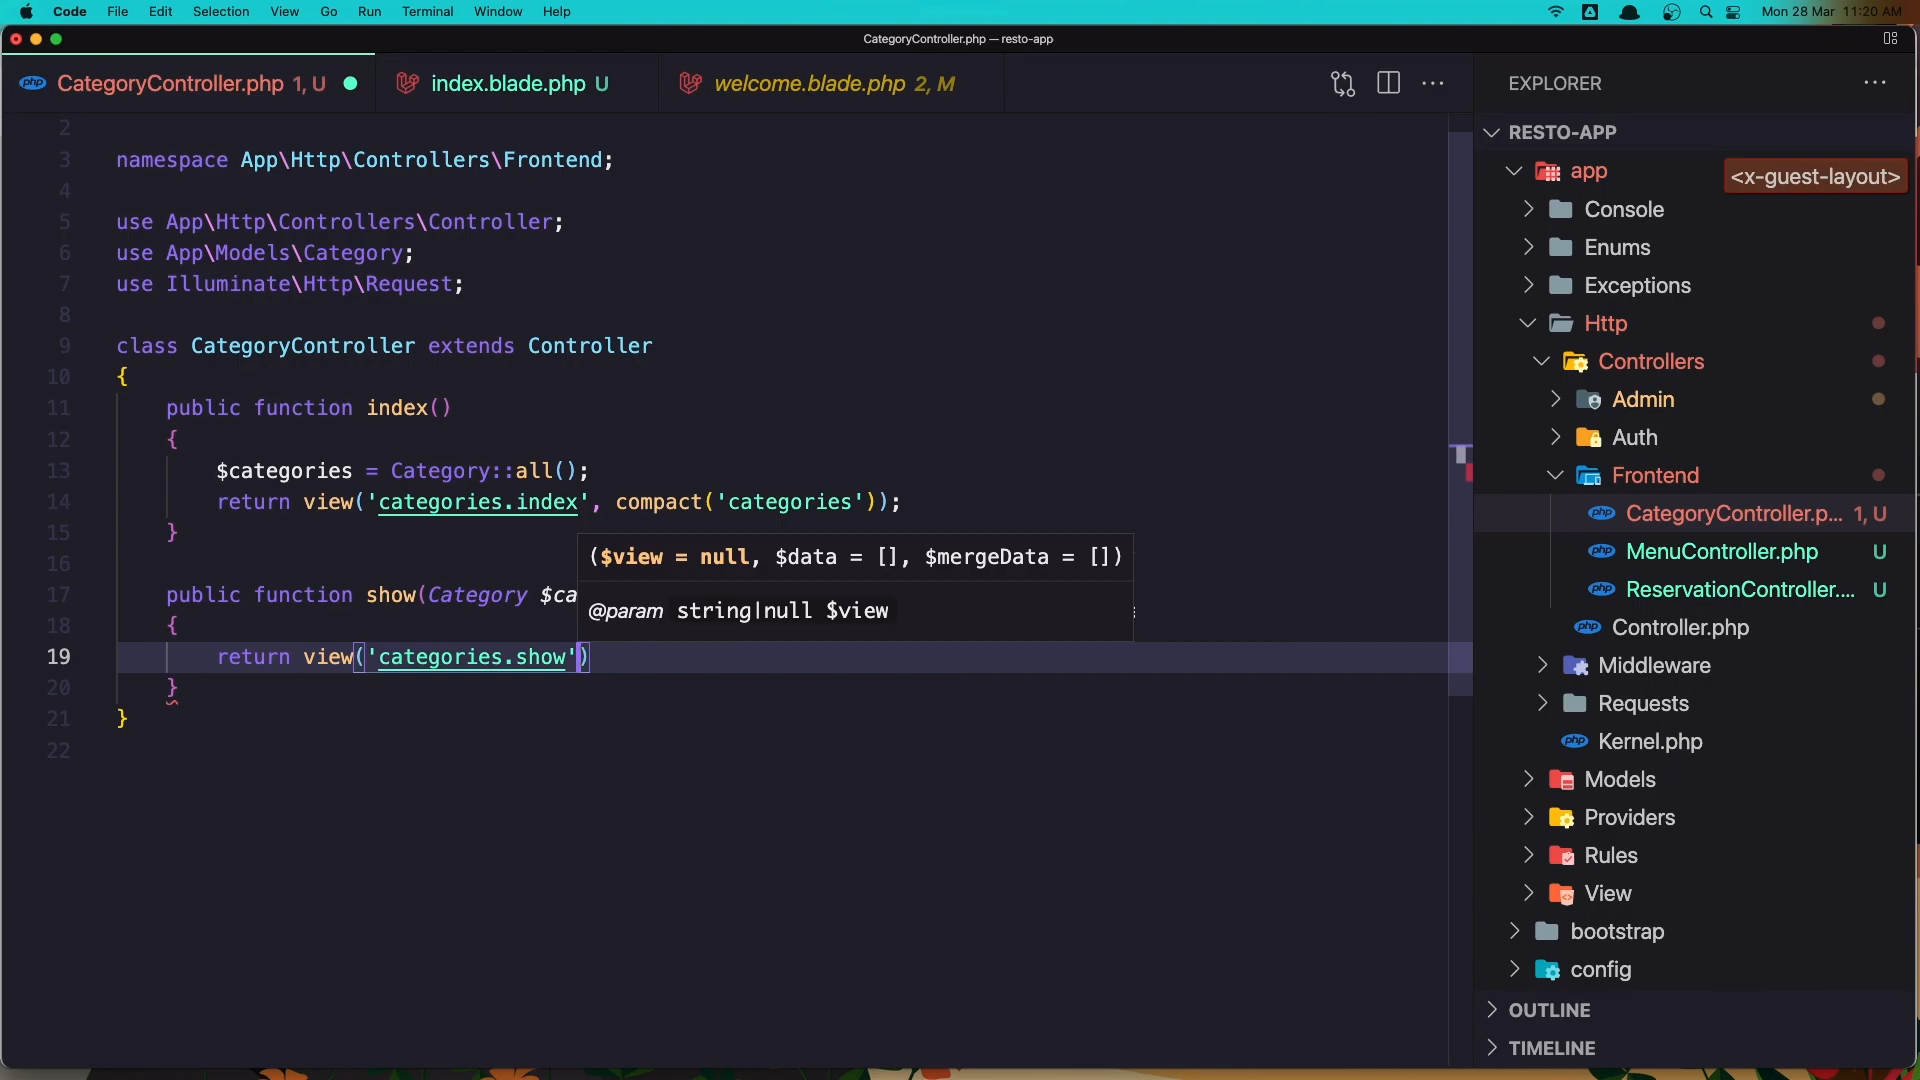 Code File Edit Selection View Go Run Terminal Window Help Mon 28 Mar 11:20 AM
CategoryController.php — resto-app
CategoryController.php 1, U index.blade.php U welcome.blade.php 2, M
2
3 namespace App\Http\Controllers\Frontend;
4
5 use App\Http\Controllers\Controller;
6 use App\Models\Category;
7 use Illuminate\Http\Request;
8
9 class CategoryController extends Controller
10 {
11 public function index()
12 {
13 $categories = Category::all();
14 return view('categories.index', compact('categories'));
15 }
16
17 public function show(Category $ca
18 {
19 return view('categories.show')
20 }
21 }
22
($view = null, $data = [], $mergeData = [])
@param string|null $view
EXPLORER
RESTO-APP
app
<x-guest-layout>
Console
Enums
Exceptions
Http
Controllers
Admin
Auth
Frontend
php CategoryController.p... 1, U
php MenuController.php U
php ReservationController.... U
php Controller.php
Middleware
Requests
php Kernel.php
Models
Providers
Rules
View
bootstrap
config
OUTLINE
TIMELINE